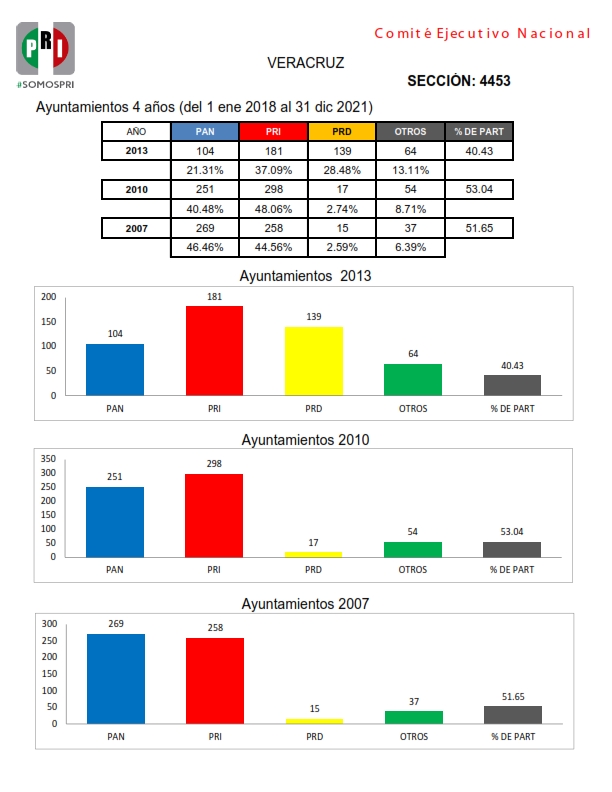 Comité Ejecutivo Nacional
PRI
#SOMOSPRI
VERACRUZ
SECCIÓN: 4453
Ayuntamientos 4 años (del 1 ene 2018 al 31 dic 2021)
AÑO PAN PRI PRD OTROS % DE PART
2013 104 181 139 64 40.43
21.31% 37.09% 28.48% 13.11%
2010 251 298 17 54 53.04
40.48% 48.06% 2.74% 8.71%
2007 269 258 15 37 51.65
46.46% 44.56% 2.59% 6.39%
Ayuntamientos 2013
200
150
100
50
0
104 181 139 64 40.43
PAN PRI PRD OTROS % DE PART
Ayuntamientos 2010
350
300
250
200
150
100
50
0
251 298 17 54 53.04
PAN PRI PRD OTROS % DE PART
Ayuntamientos 2007
300
250
200
150
100
50
0
269 258 15 37 51.65
PAN PRI PRD OTROS % DE PART